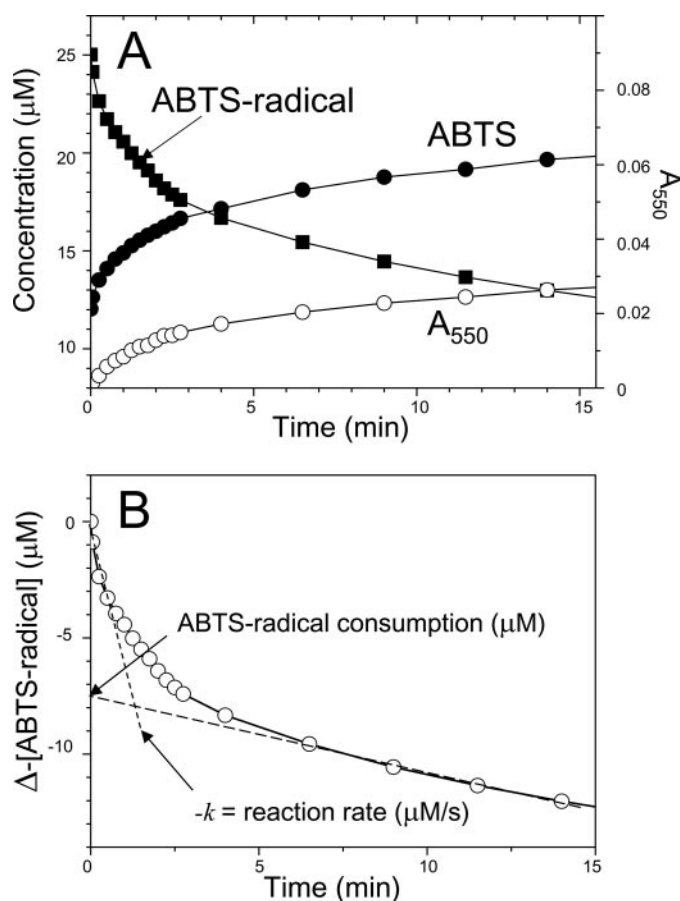 A
25
20
15
10
Concentration (μM)
ABTS-radical
ABTS
A550
0.08
0.06
0.04
0.02
0
A550
0
5
10
15
Time (min)
B
0
-5
-10
Δ-[ABTS-radical] (μM)
ABTS-radical consumption (μM)
-k = reaction rate (μM/s)
0
5
10
15
Time (min)